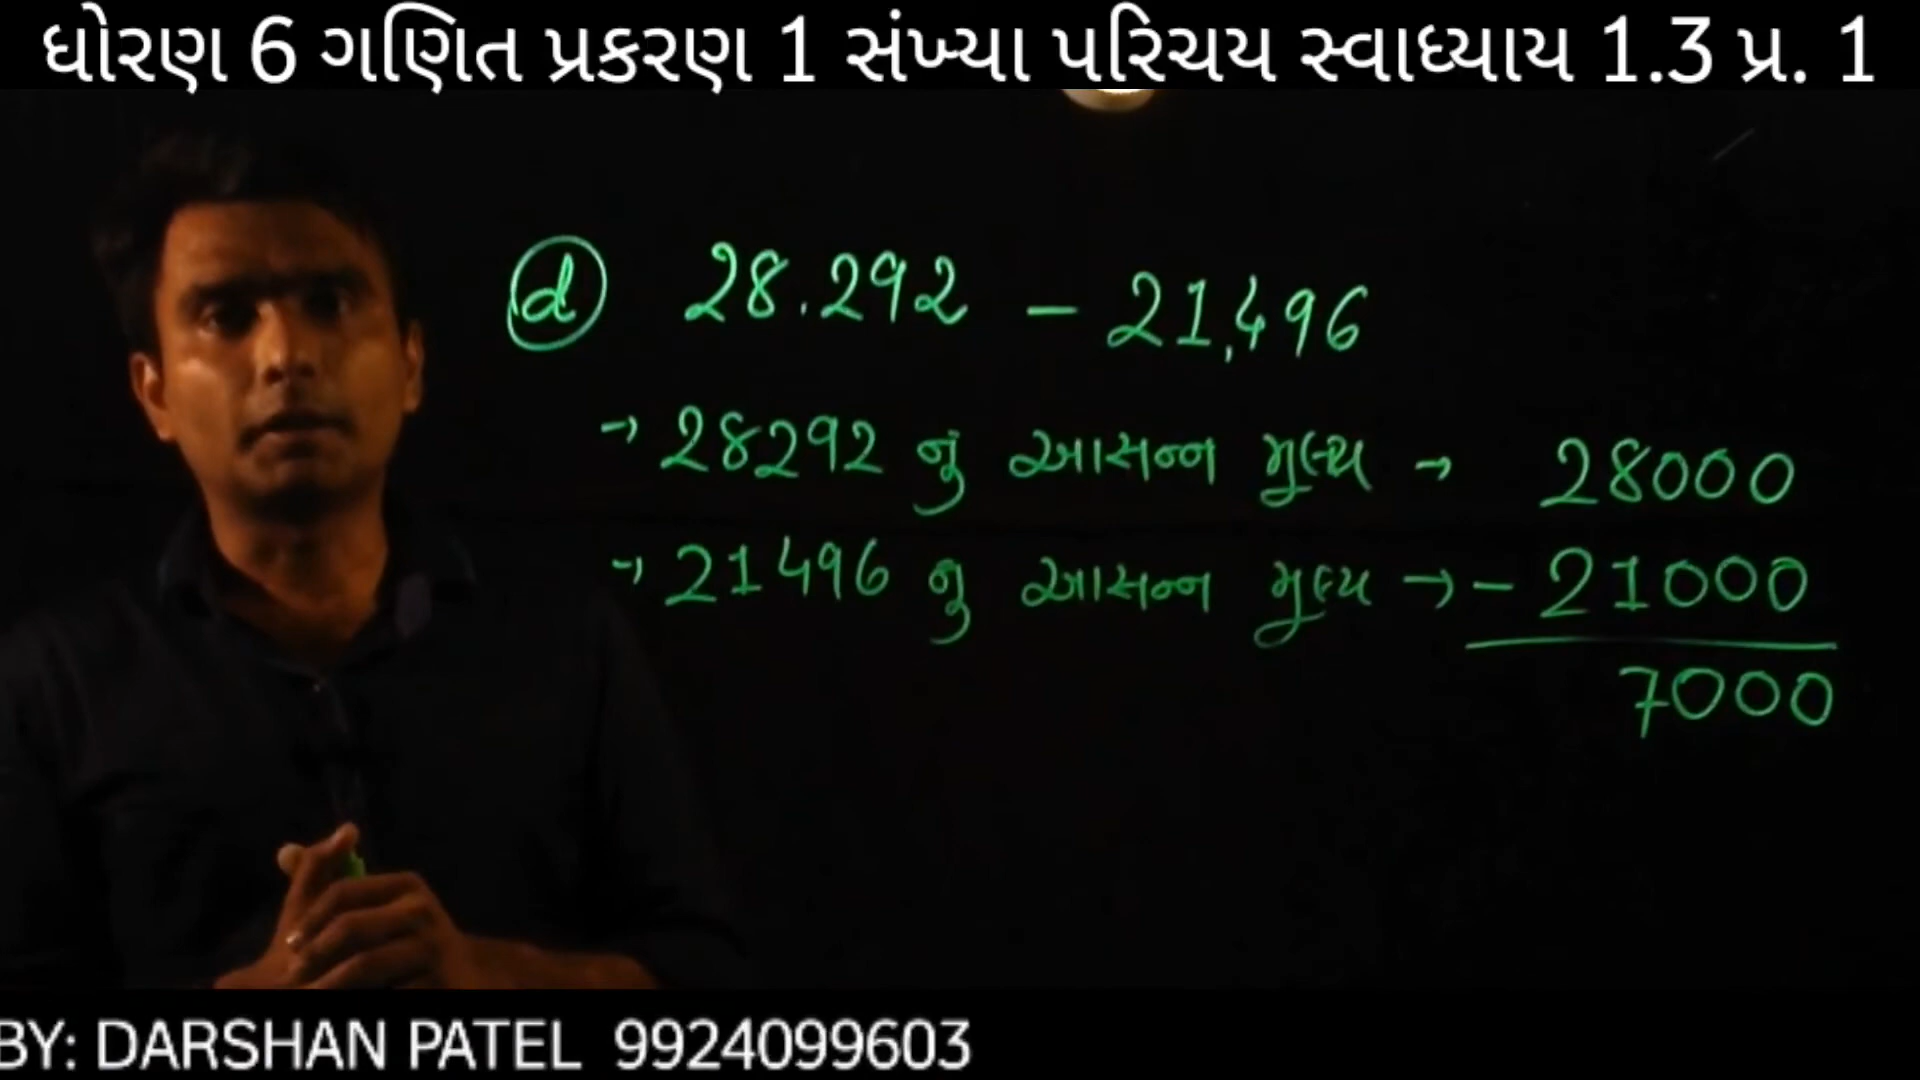 ધોરણ 6 ગણિત પ્રકરણ 1 સંખ્યા પરિચય સ્વાધ્યાય 1.3 પ્ર. 1
d 28.292 - 21,496
→ 28292 નું આસન્ન મુલ્ય → 28000
→ 21496 નુ આસન્ન મુલ્ય → - 21000
7000
BY: DARSHAN PATEL 9924099603